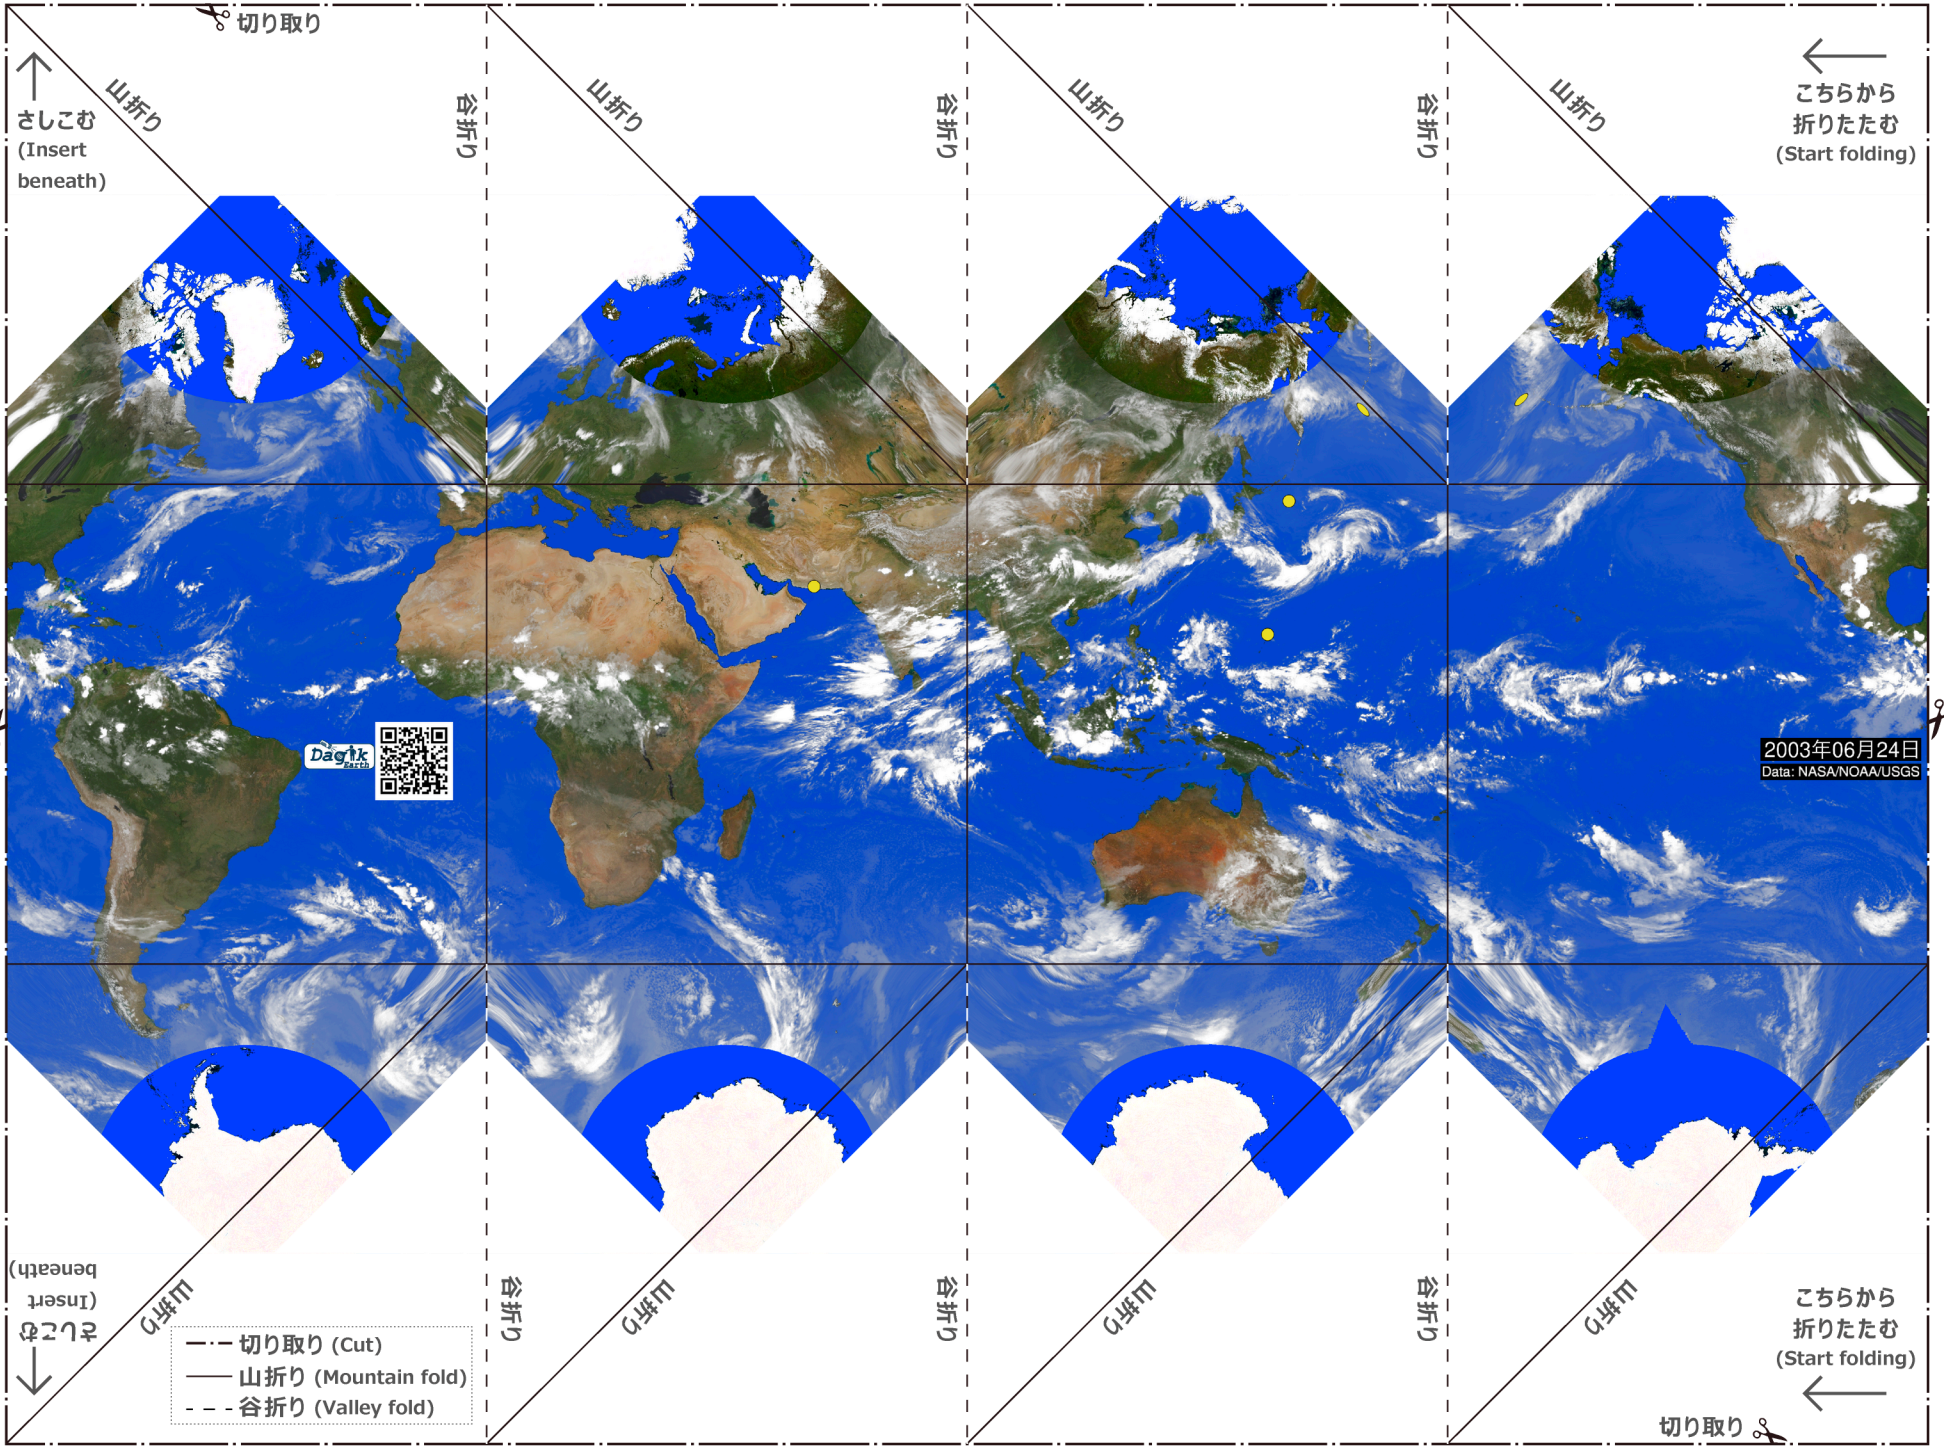 切り取り
山折り
谷折り
山折り
谷折り
山折り
谷折り
山折り
さしこむ
(Insert
beneath)
こちらから
折りたたむ
(Start folding)
Dagik
Earth
2003年06月24日
Data: NASA/NOAA/USGS
さしこむ
(Insert
beneath)
山折り
谷折り
山折り
谷折り
山折り
谷折り
山折り
こちらから
折りたたむ
(Start folding)
切り取り (Cut)
山折り (Mountain fold)
谷折り (Valley fold)
切り取り